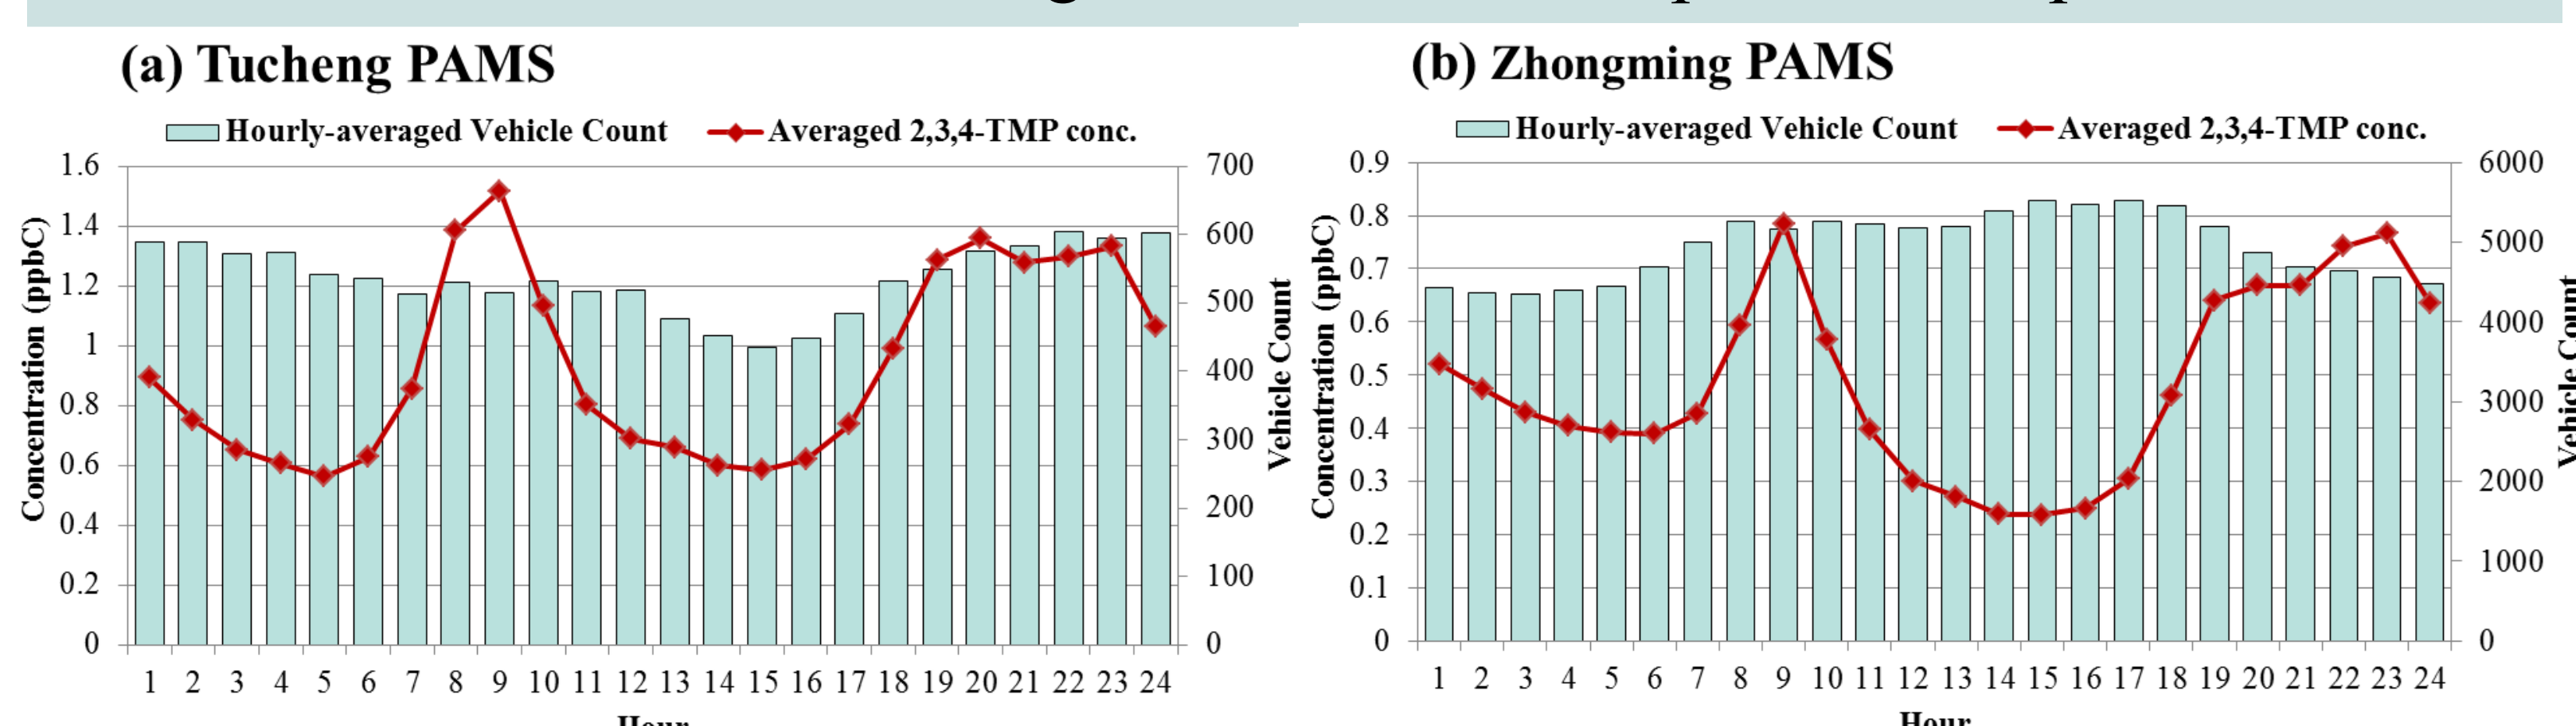 (a) Tucheng PAMS
Hourly-averaged Vehicle Count
Averaged 2,3,4-TMP conc.
1.6
1.4
1.2
1
0.8
0.6
0.4
0.2
0
Concentration (ppbC)
700
600
500
400
300
200
100
0
Vehicle Count
1 2 3 4 5 6 7 8 9 10 11 12 13 14 15 16 17 18 19 20 21 22 23 24
Hour
(b) Zhongming PAMS
Hourly-averaged Vehicle Count
Averaged 2,3,4-TMP conc.
0.9
0.8
0.7
0.6
0.5
0.4
0.3
0.2
0.1
0
Concentration (ppbC)
6000
5000
4000
3000
2000
1000
0
Vehicle Count
1 2 3 4 5 6 7 8 9 10 11 12 13 14 15 16 17 18 19 20 21 22 23 24
Hour